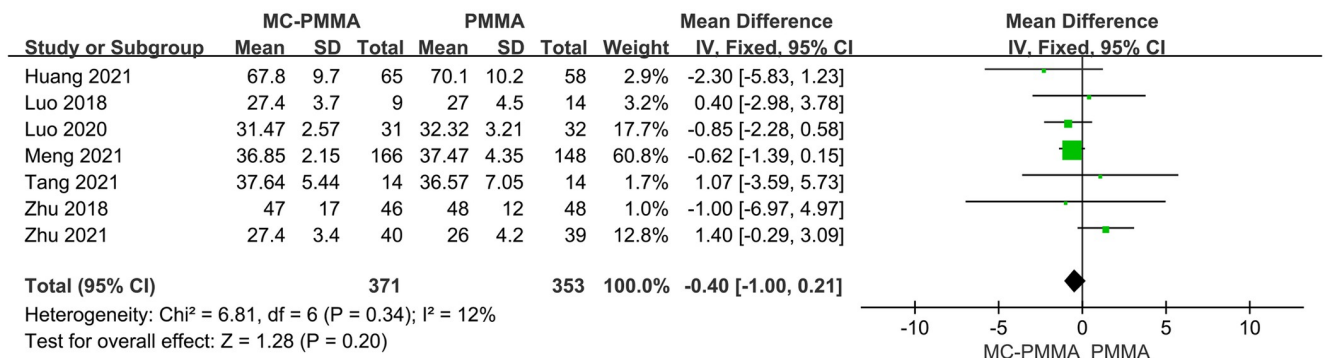 MC-PMMA PMMA Mean Difference Mean Difference
Study or Subgroup Mean SD Total Mean SD Total Weight IV, Fixed, 95% CI IV, Fixed, 95% CI
Huang 2021 67.8 9.7 65 70.1 10.2 58 2.9% -2.30 [-5.83, 1.23]
Luo 2018 27.4 3.7 9 27 4.5 14 3.2% 0.40 [-2.98, 3.78]
Luo 2020 31.47 2.57 31 32.32 3.21 32 17.7% -0.85 [-2.28, 0.58]
Meng 2021 36.85 2.15 166 37.47 4.35 148 60.8% -0.62 [-1.39, 0.15]
Tang 2021 37.64 5.44 14 36.57 7.05 14 1.7% 1.07 [-3.59, 5.73]
Zhu 2018 47 17 46 48 12 48 1.0% -1.00 [-6.97, 4.97]
Zhu 2021 27.4 3.4 40 26 4.2 39 12.8% 1.40 [-0.29, 3.09]
Total (95% CI) 371 353 100.0% -0.40 [-1.00, 0.21]
Heterogeneity: Chi² = 6.81, df = 6 (P = 0.34); I² = 12%
Test for overall effect: Z = 1.28 (P = 0.20)
-10 -5 0 5 10
MC-PMMA PMMA